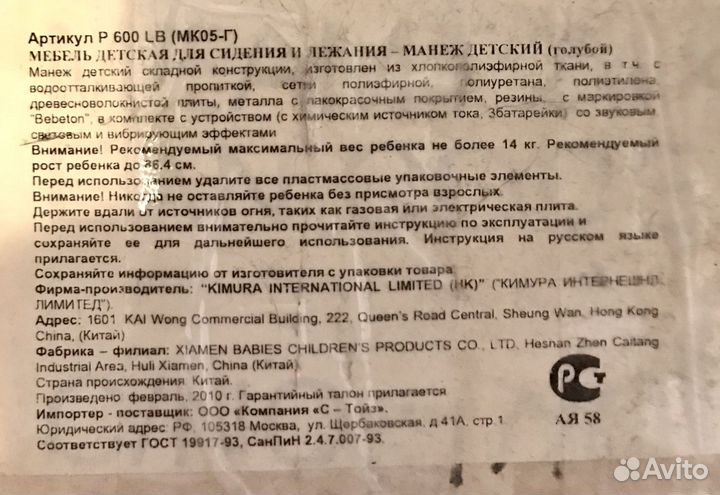 Артикул P 600 LB (МК05-Г)
МЕБЕЛЬ ДЕТСКАЯ ДЛЯ СИДЕНИЯ И ЛЕЖАНИЯ – МАНЕЖ ДЕТСКИЙ (голубой)
Манеж детский складной конструкции, изготовлен из хлопкополиэфирной ткани, в т.ч. с
водоотталкивающей пропиткой, сетки полиэфирной, полиуретана, полиэтилена,
древесноволокнистой плиты, металла с лакокрасочным покрытием, резины, с маркировкой
"Bebeton", в комплекте с устройством (с химическим источником тока, 3батарейки) со звуковым
световым и вибрирующим эффектами
Внимание! Рекомендуемый максимальный вес ребенка не более 14 кг. Рекомендуемый
рост ребенка до 86,4 см.
Перед использованием удалите все пластмассовые упаковочные элементы.
Внимание! Никогда не оставляйте ребенка без присмотра взрослых.
Держите вдали от источников огня, таких как газовая или электрическая плита.
Перед использованием внимательно прочитайте инструкцию по эксплуатации и
сохраняйте ее для дальнейшего использования. Инструкция на русском языке
прилагается.
Сохраняйте информацию от изготовителя с упаковки товара
Фирма-производитель: "KIMURA INTERNATIONAL LIMITED (HK)" ("КИМУРА ИНТЕРНЕШНЛ
ЛИМИТЕД").
Адрес: 1601 KAI Wong Commercial Building, 222, Queen's Road Central, Sheung Wan, Hong Kong
China, (Китай)
Фабрика – филиал: XIAMEN BABIES CHILDREN'S PRODUCTS CO., LTD, Heshan Zhen Caitang
Industrial Area, Huli Xiamen, China (Китай)
Страна происхождения: Китай.
Произведено февраль, 2010 г. Гарантийный талон прилагается
Импортер - поставщик: ООО «Компания «С – Тойз».
Юридический адрес: РФ, 105318 Москва, ул. Щербаковская, д 41А, стр. 1
Соответствует ГОСТ 19917-93, СанПиН 2.4.7.007-93.
РСТ
АЯ 58
Avito